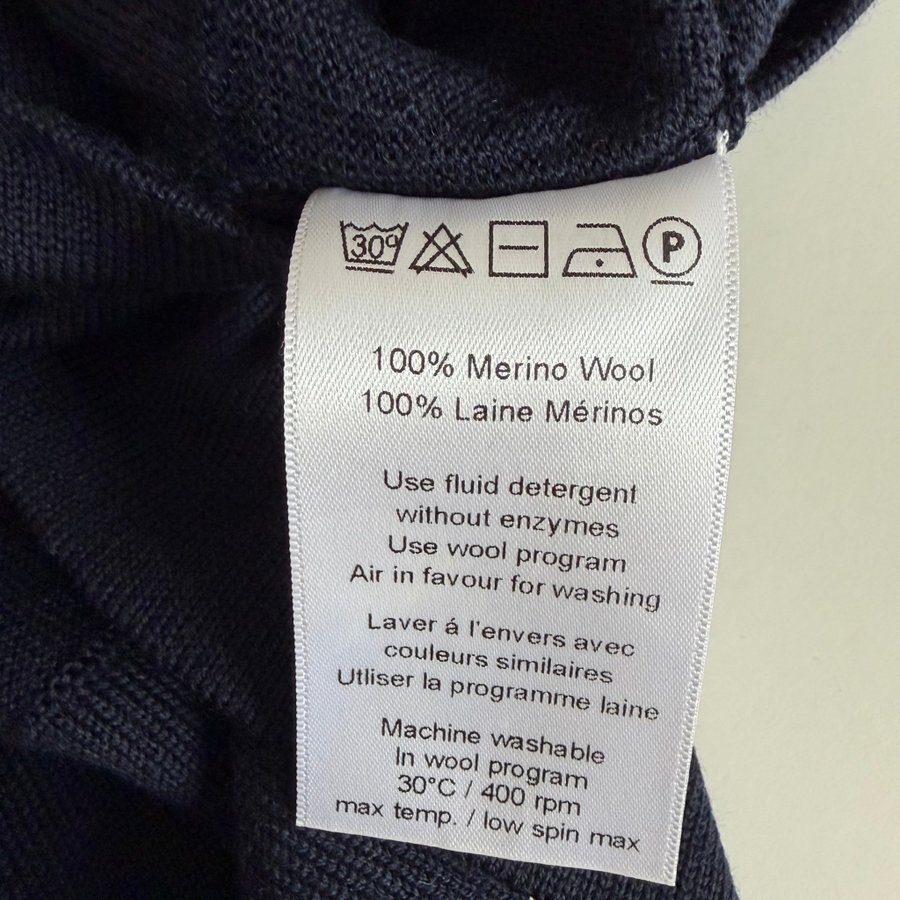 30º P
100% Merino Wool
100% Laine Mérinos
Use fluid detergent
without enzymes
Use wool program
Air in favour for washing
Laver á l'envers avec
couleurs similaires
Utliser la programme laine
Machine washable
In wool program
30°C / 400 rpm
max temp. / low spin max